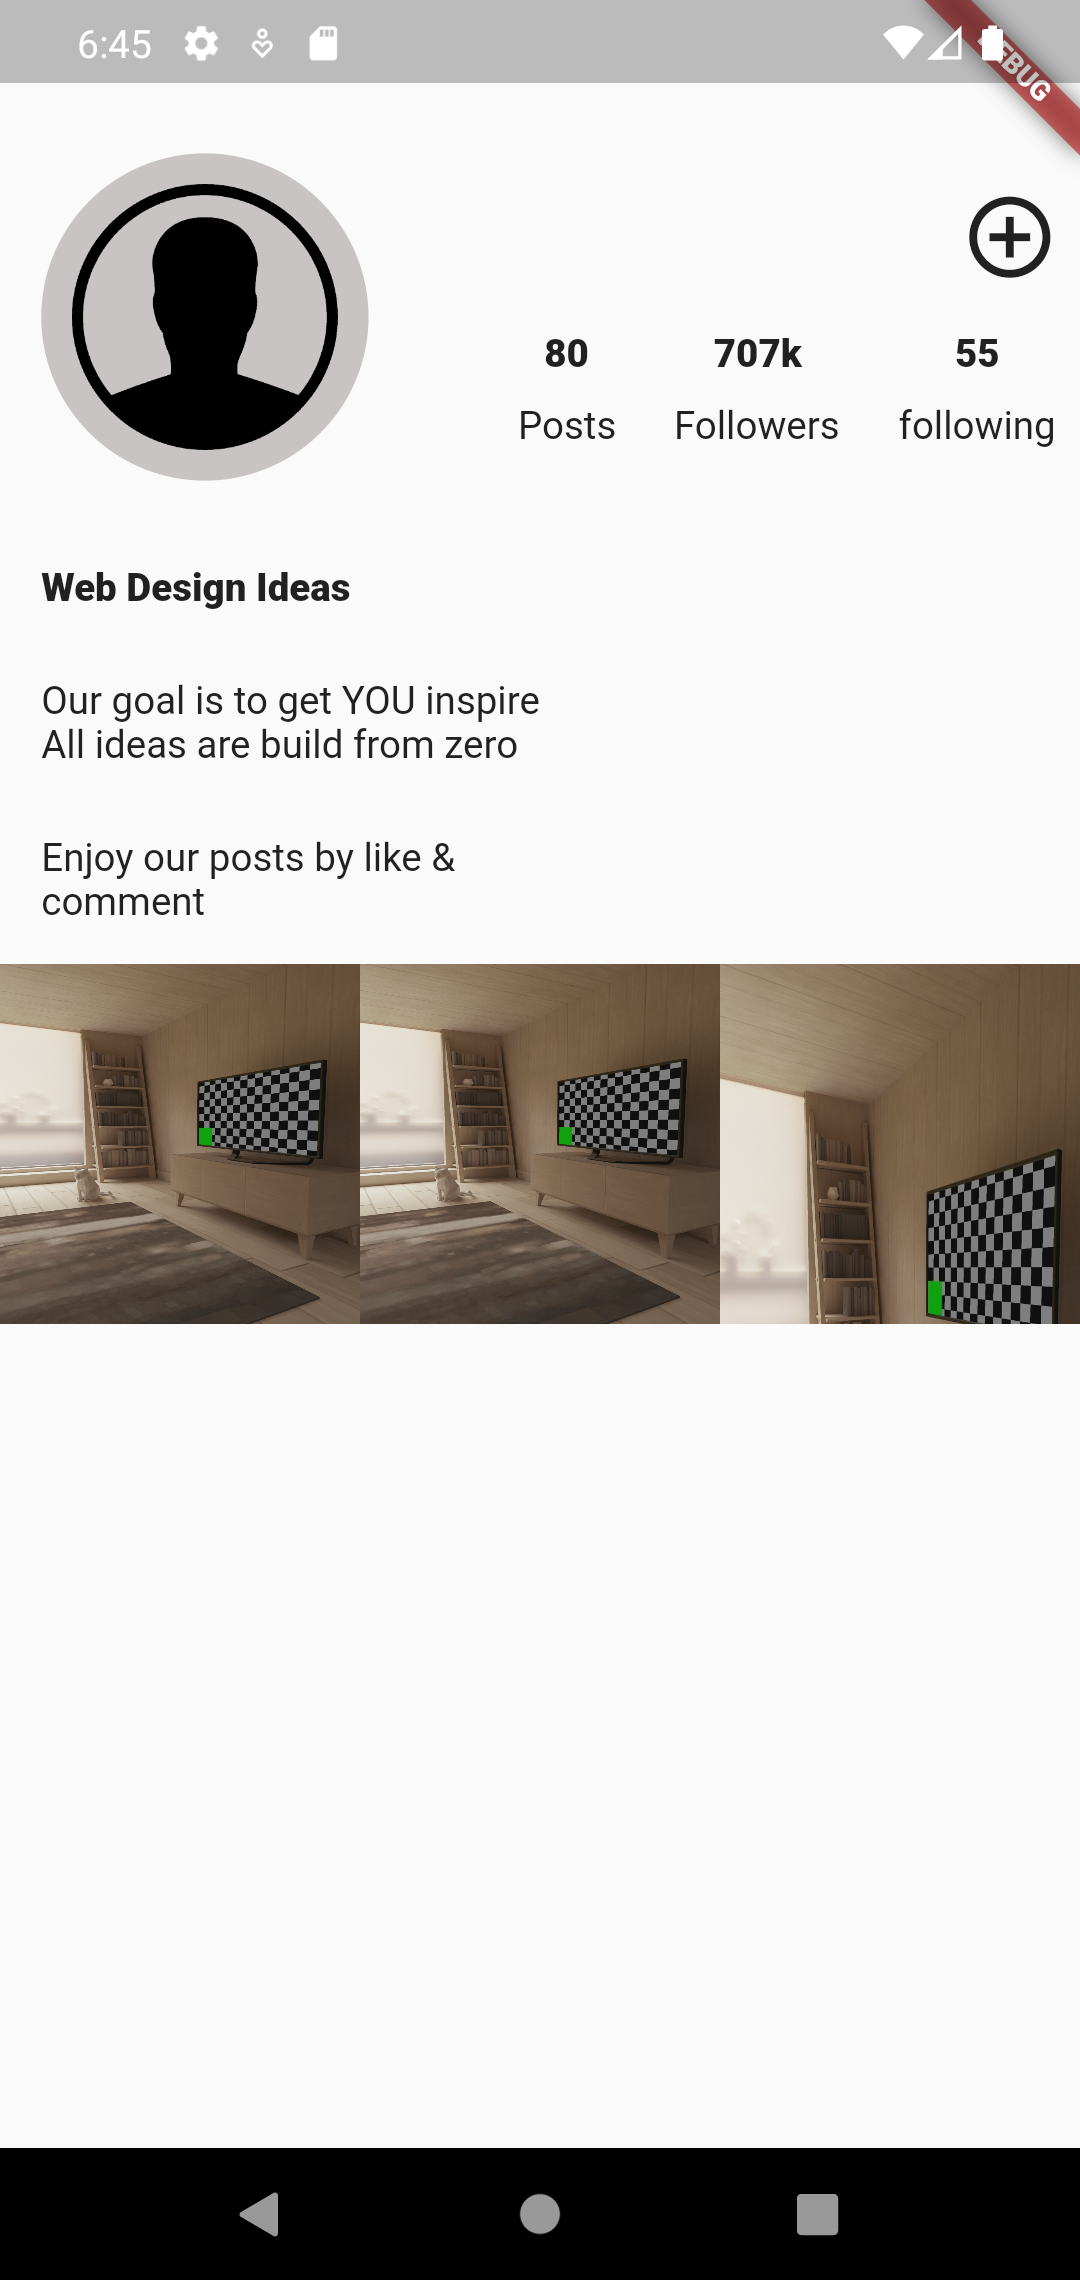 6:45
EBUG
80 707k 55
Posts Followers following
Web Design Ideas
Our goal is to get YOU inspire
All ideas are build from zero
Enjoy our posts by like &
comment